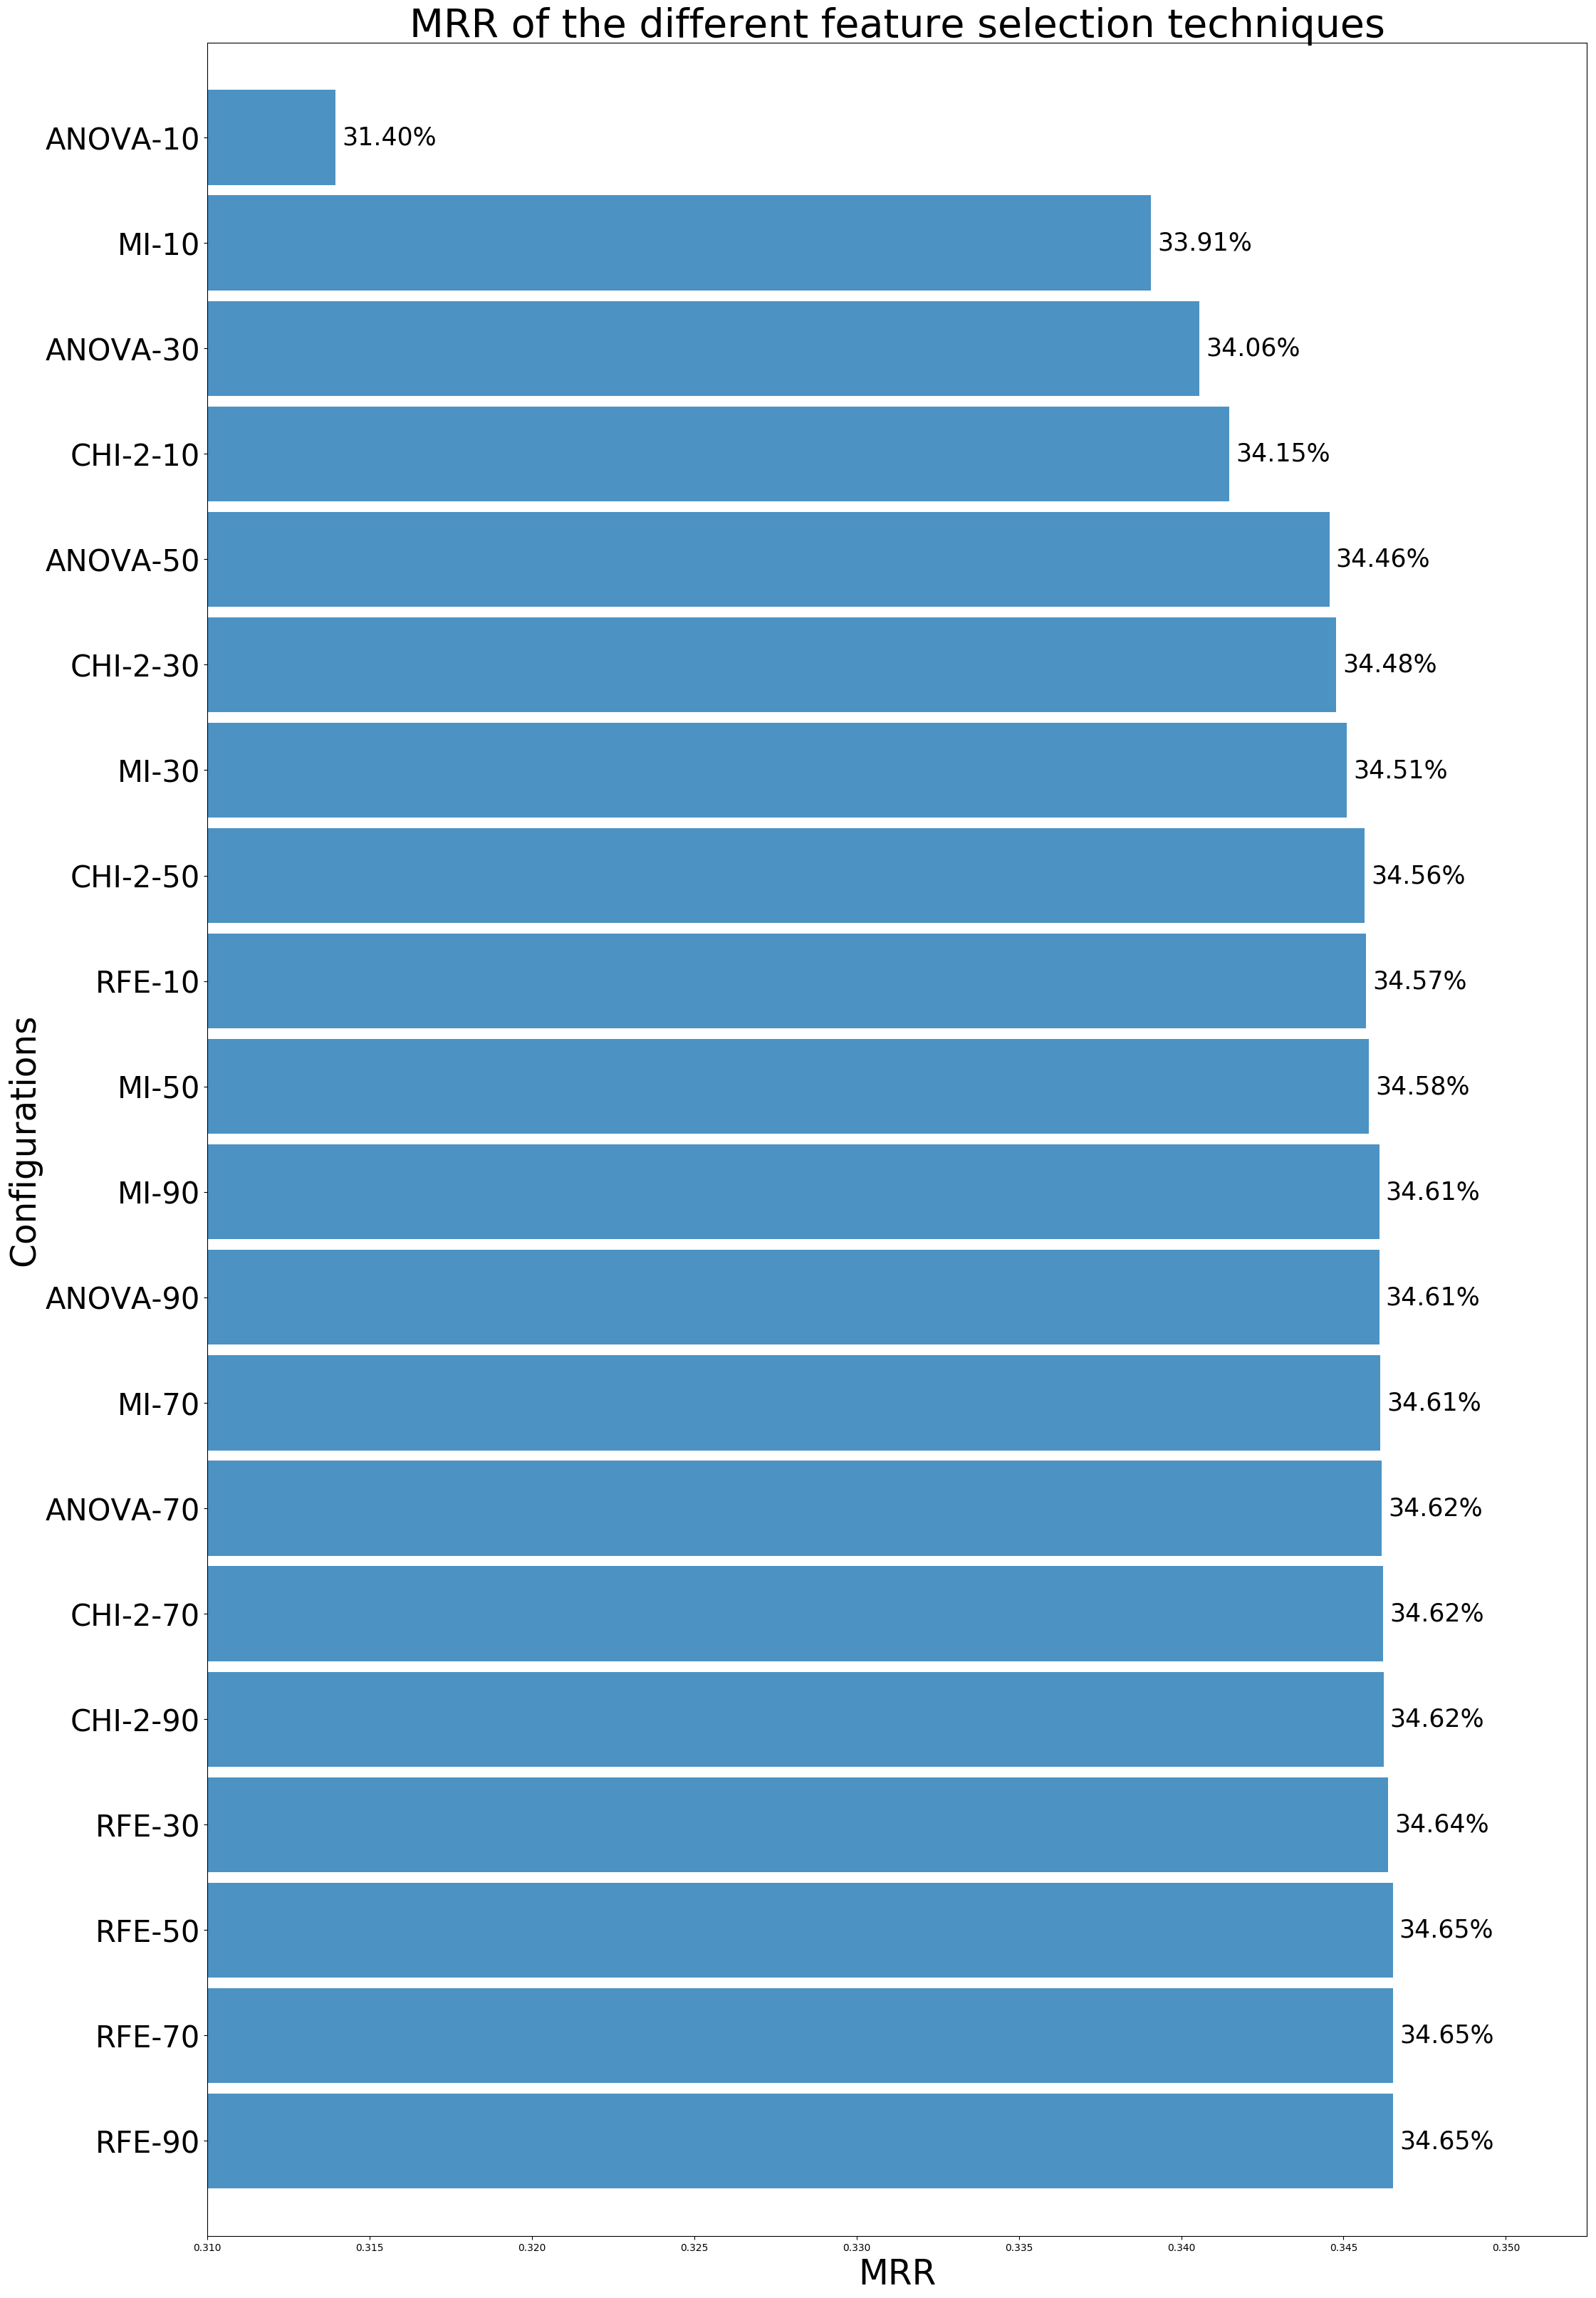 MRR of the different feature selection techniques
ANOVA-10 31.40%
MI-10 33.91%
ANOVA-30 34.06%
CHI-2-10 34.15%
ANOVA-50 34.46%
CHI-2-30 34.48%
MI-30 34.51%
CHI-2-50 34.56%
RFE-10 34.57%
MI-50 34.58%
MI-90 34.61%
ANOVA-90 34.61%
MI-70 34.61%
ANOVA-70 34.62%
CHI-2-70 34.62%
CHI-2-90 34.62%
RFE-30 34.64%
RFE-50 34.65%
RFE-70 34.65%
RFE-90 34.65%
Configurations
0.310 0.315 0.320 0.325 0.330 0.335 0.340 0.345 0.350
MRR